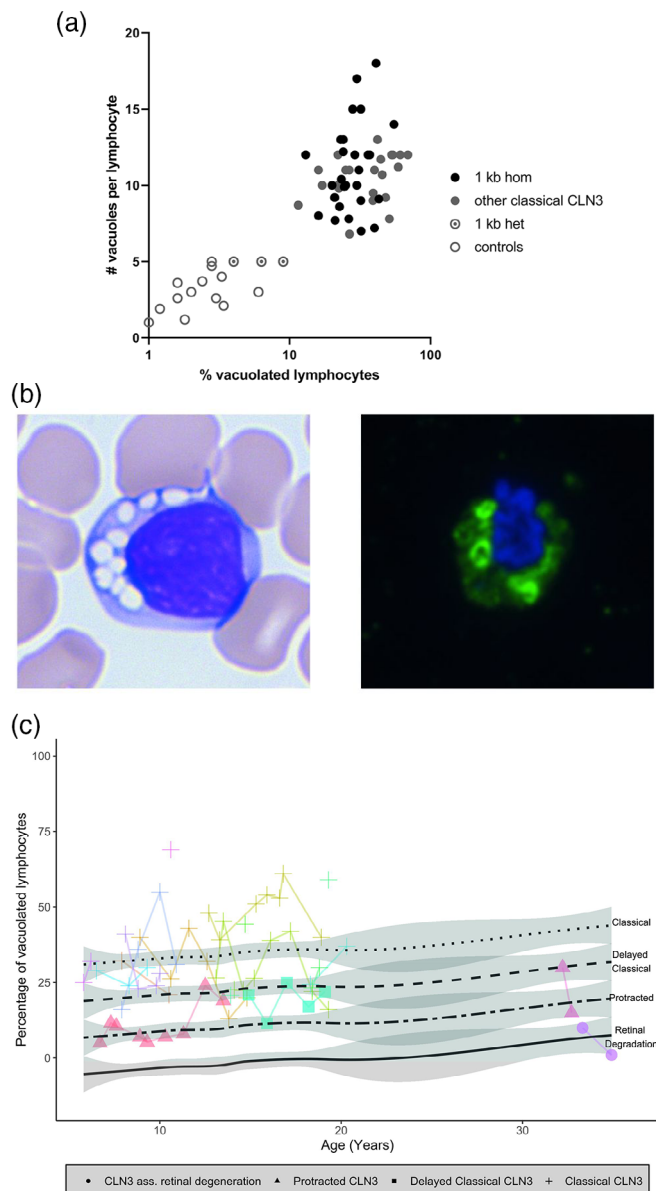 (a)
20
15
10
5
0
# vacuoles per lymphocyte
1
10
100
% vacuolated lymphocytes
1 kb hom
other classical CLN3
1 kb het
controls
(b)
(c)
100
75
50
25
0
Percentage of vacuolated lymphocytes
Classical
Delayed
Classical
Protracted
Retinal
Degradation
10
20
30
Age (Years)
CLN3 ass. retinal degeneration
Protracted CLN3
Delayed Classical CLN3
Classical CLN3